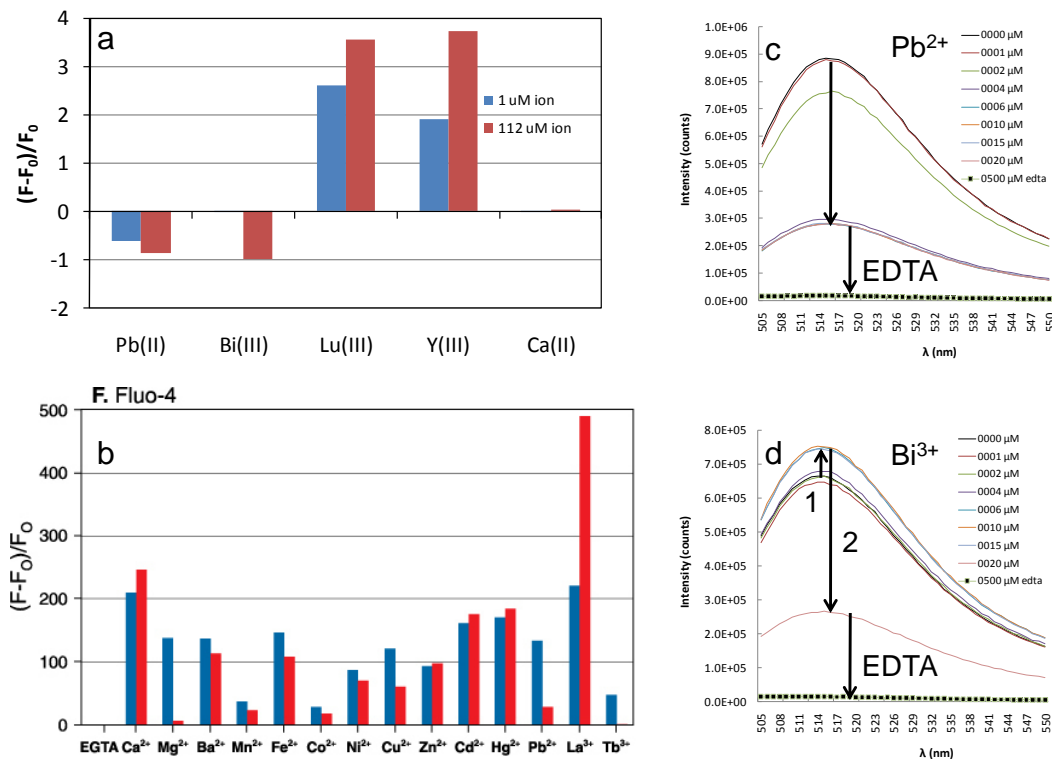 a
(F-F₀)/F₀
4
3
2
1
0
-1
-2
1 uM ion
112 uM ion
Pb(II) Bi(III) Lu(III) Y(III) Ca(II)
F. Fluo-4
b
(F-F₀)/F₀
500
400
300
200
100
0
EGTA Ca²⁺ Mg²⁺ Ba²⁺ Mn²⁺ Fe²⁺ Co²⁺ Ni²⁺ Cu²⁺ Zn²⁺ Cd²⁺ Hg²⁺ Pb²⁺ La³⁺ Tb³⁺
c
Pb²⁺
Intensity (counts)
1.0E+06
9.0E+05
8.0E+05
7.0E+05
6.0E+05
5.0E+05
4.0E+05
3.0E+05
2.0E+05
1.0E+05
0.0E+00
0000 µM
0001 µM
0002 µM
0004 µM
0006 µM
0010 µM
0015 µM
0020 µM
0500 µM edta
EDTA
505 508 511 514 517 520 523 526 529 532 535 538 541 544 547 550
λ (nm)
d
Bi³⁺
Intensity (counts)
8.0E+05
7.0E+05
6.0E+05
5.0E+05
4.0E+05
3.0E+05
2.0E+05
1.0E+05
0.0E+00
0000 µM
0001 µM
0002 µM
0004 µM
0006 µM
0010 µM
0015 µM
0020 µM
0500 µM edta
1
2
EDTA
505 508 511 514 517 520 523 526 529 532 535 538 541 544 547 550
λ (nm)